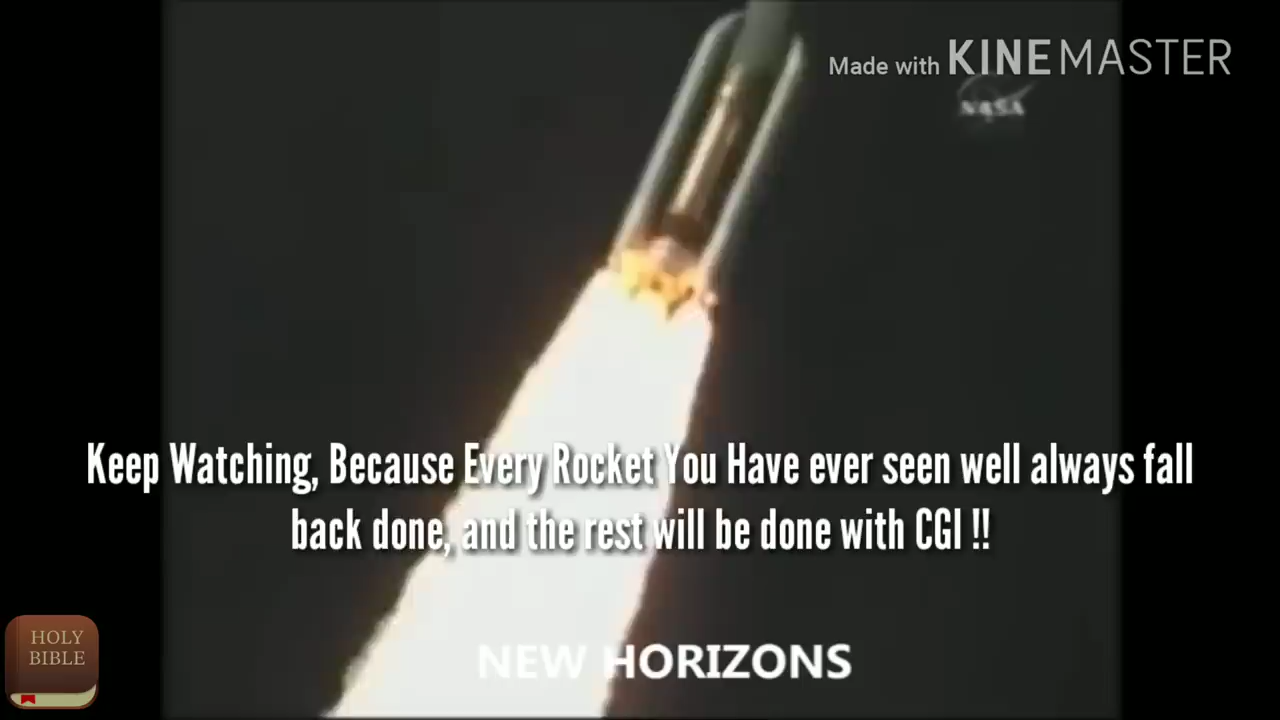 Made with KINEMASTER
NASA
Keep Watching, Because Every Rocket You Have ever seen well always fall
back done, and the rest will be done with CGI !!
HOLY
BIBLE
NEW HORIZONS